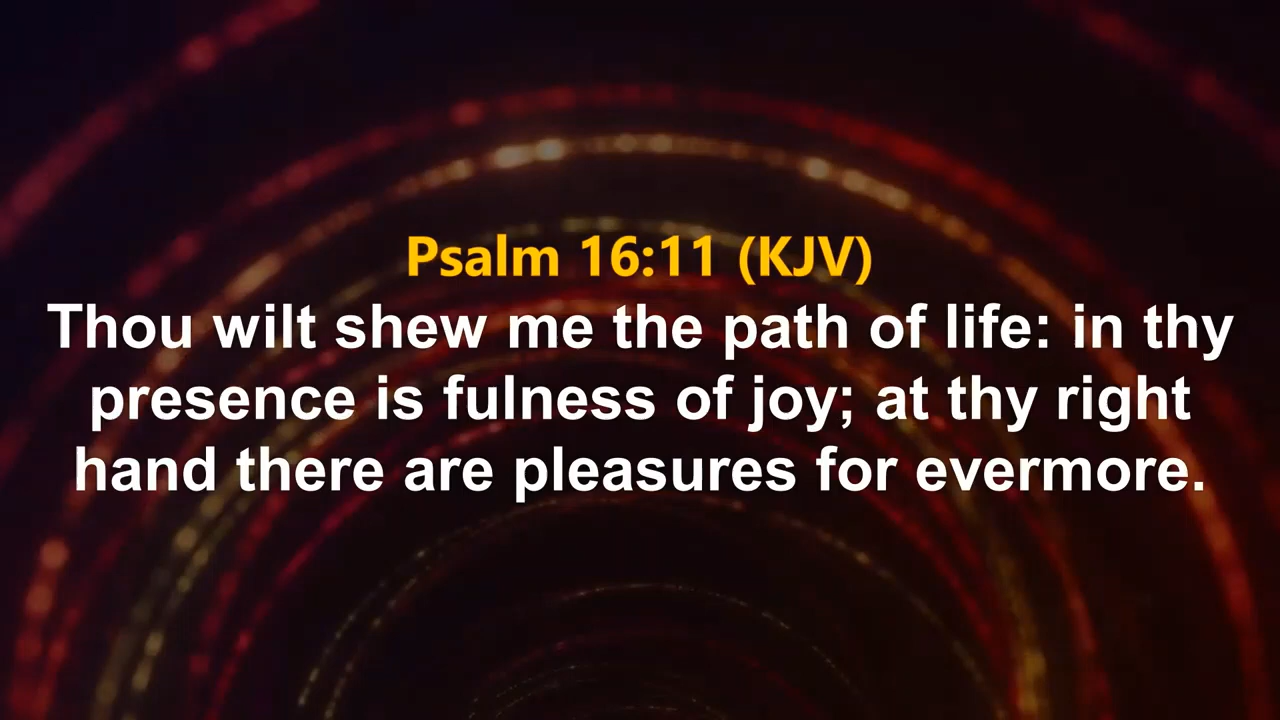 Psalm 16:11 (KJV)
Thou wilt shew me the path of life: in thy
presence is fulness of joy; at thy right
hand there are pleasures for evermore.